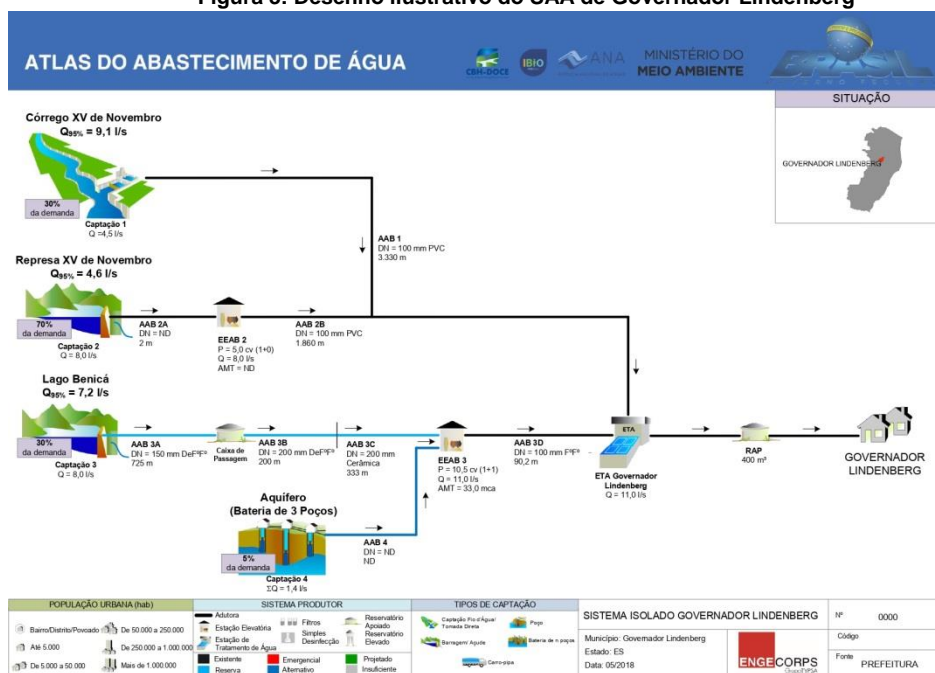 Figura 3: Desenho ilustrativo do SAA de Governador Lindenberg
ATLAS DO ABASTECIMENTO DE ÁGUA
CBH-DOCE
IBIO
ANA
MINISTÉRIO DO
MEIO AMBIENTE
BRASIL
SITUAÇÃO
GOVERNADOR LINDENBERG
Córrego XV de Novembro
Q95% = 9,1 l/s
30%
da demanda
Captação 1
Q =4,5 l/s
AAB 1
DN = 100 mm PVC
3.330 m
Represa XV de Novembro
Q95% = 4,6 l/s
70%
da demanda
Captação 2
Q = 8,0 l/s
AAB 2A
DN = ND
2 m
EEAB 2
P = 5,0 cv (1+0)
Q = 8,0 l/s
AMT = ND
AAB 2B
DN = 100 mm PVC
1.860 m
Lago Benicá
Q95% = 7,2 l/s
30%
da demanda
Captação 3
Q = 8,0 l/s
AAB 3A
DN = 150 mm DeFºFº
725 m
Caixa de
Passagem
AAB 3B
DN = 200 mm DeFºFº
200 m
AAB 3C
DN = 200 mm
Cerâmica
333 m
EEAB 3
P = 10,5 cv (1+1)
Q = 11,0 l/s
AMT = 33,0 mca
AAB 3D
DN = 100 mm FºFº
90,2 m
ETA
ETA Governador
Lindenberg
Q = 11,0 l/s
RAP
400 m³
GOVERNADOR
LINDENBERG
Aquífero
(Bateria de 3 Poços)
5%
da demanda
Captação 4
ΣQ = 1,4 l/s
AAB 4
DN = ND
ND
POPULAÇÃO URBANA (hab)
Bairro/Distrito/Povoado
De 50.000 a 250.000
Até 5.000
De 250.000 a 1.000.000
De 5.000 a 50.000
Mais de 1.000.000
SISTEMA PRODUTOR
Adutora
Estação Elevatória
Estação de
Tratamento de Água
Filtros
Simples
Desinfecção
Reservatório
Apoiado
Reservatório
Elevado
Existente
Emergencial
Projetado
Reserva
Alternativo
Insuficiente
TIPOS DE CAPTAÇÃO
Captação Fio d'Água/
Tomada Direta
Poço
Barragem/ Açude
Bateria de n poços
Carro-pipa
SISTEMA ISOLADO GOVERNADOR LINDENBERG
Município: Governador Lindenberg
Estado: ES
Data: 05/2018
ENGECORPS
Nº
0000
Código
Fonte
PREFEITURA